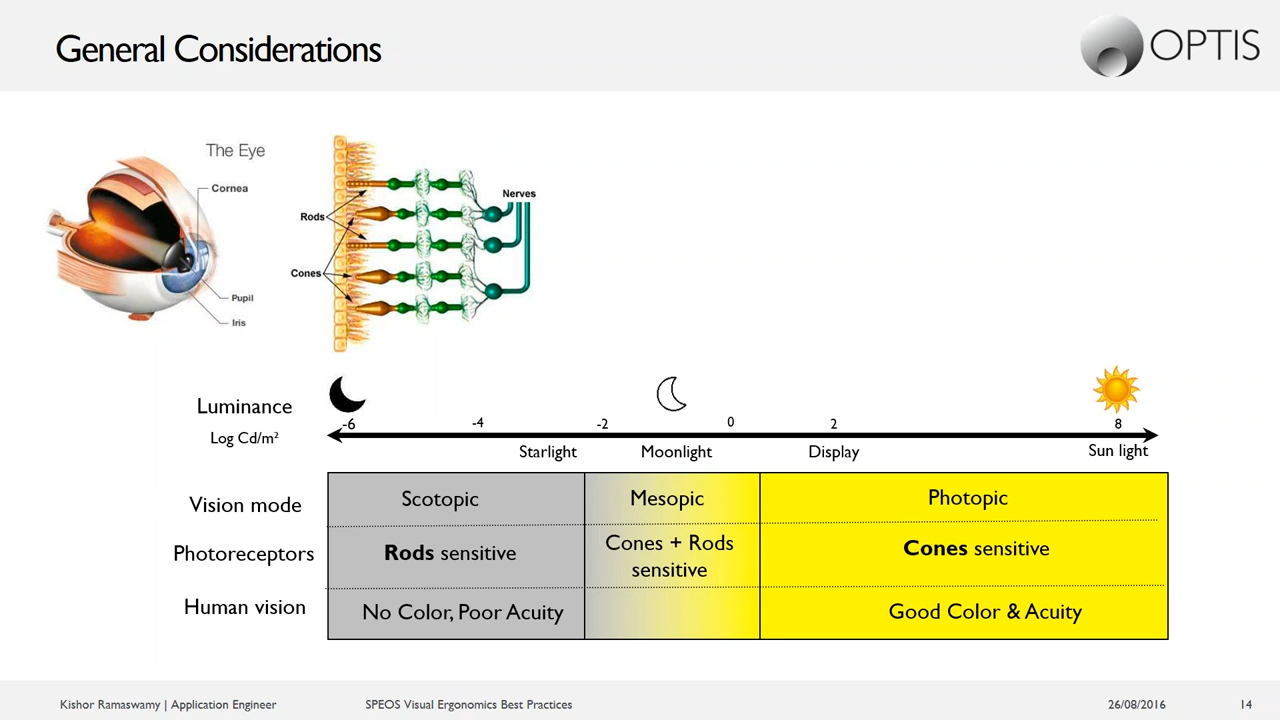 General Considerations
OPTIS
The Eye
Cornea
Pupil
Iris
Rods
Cones
Nerves
Luminance
Log Cd/m²
-6 -4 -2 0 2 8
Starlight Moonlight Display Sun light
Vision mode Scotopic Mesopic Photopic
Photoreceptors Rods sensitive Cones + Rods sensitive Cones sensitive
Human vision No Color, Poor Acuity Good Color & Acuity
Kishor Ramaswamy | Application Engineer SPEOS Visual Ergonomics Best Practices 26/08/2016 14